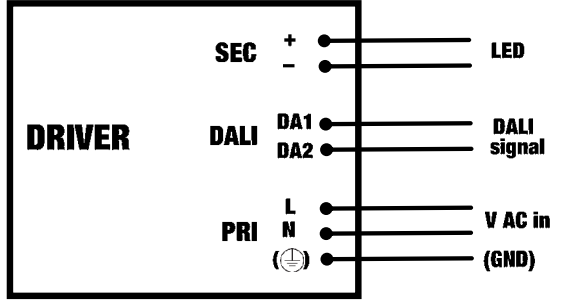 SEC + LED
−
DRIVER DALI DA1 DALI
DA2 signal
L
PRI N V AC in
(⏚) (GND)